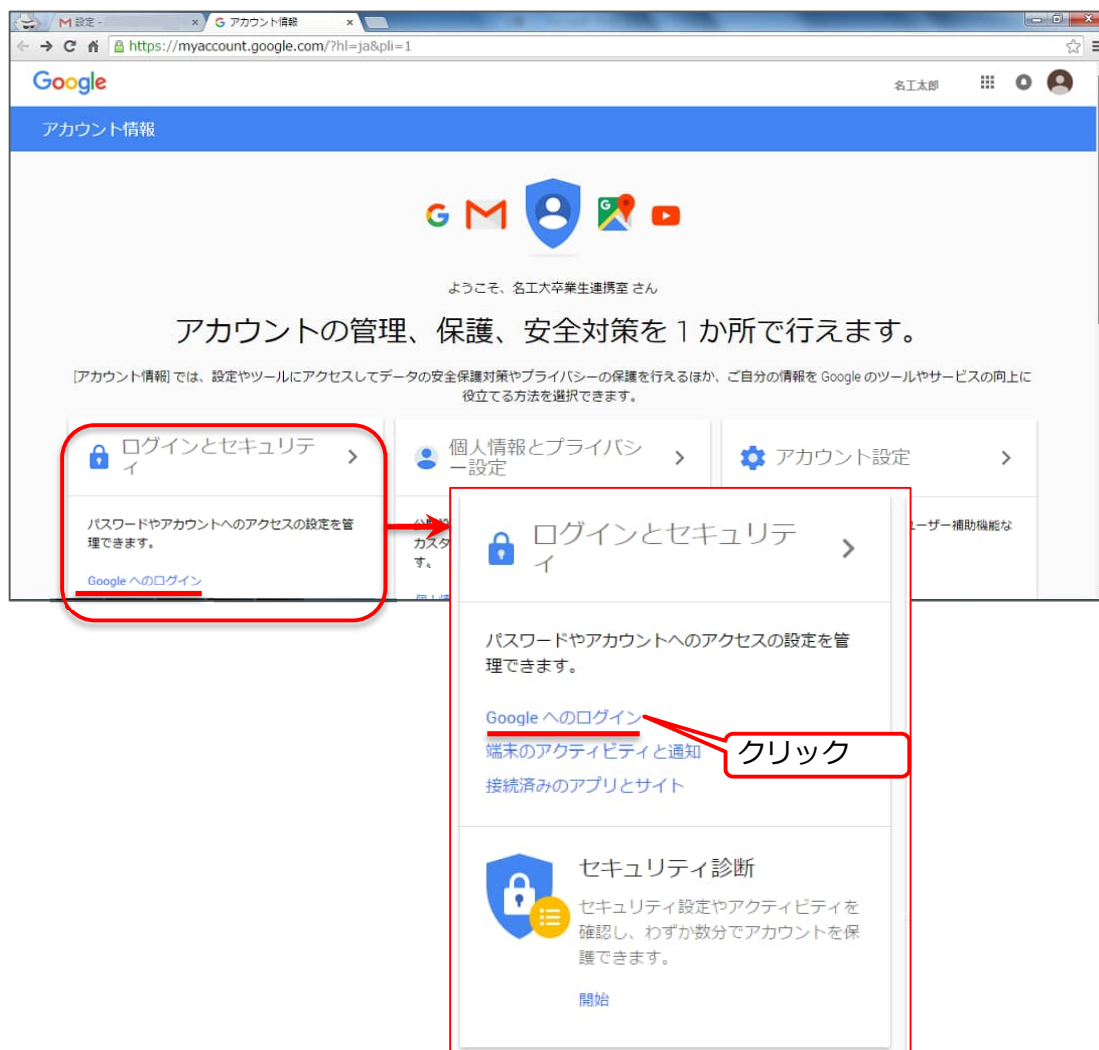 設定 -
アカウント情報
https://myaccount.google.com/?hl=ja&pli=1
Google
名工太郎
アカウント情報
ようこそ、名工大卒業生連携室 さん
アカウントの管理、保護、安全対策を 1 か所で行えます。
[アカウント情報] では、設定やツールにアクセスしてデータの安全保護対策やプライバシーの保護を行えるほか、ご自分の情報を Google のツールやサービスの向上に
役立てる方法を選択できます。
ログインとセキュリテ
ィ
パスワードやアカウントへのアクセスの設定を管
理できます。
Google へのログイン
個人情報とプライバシ
ー設定
カスタ
す。
アカウント設定
ーザー補助機能な
ログインとセキュリテ
ィ
パスワードやアカウントへのアクセスの設定を管
理できます。
Google へのログイン
クリック
端末のアクティビティと通知
接続済みのアプリとサイト
セキュリティ診断
セキュリティ設定やアクティビティを
確認し、わずか数分でアカウントを保
護できます。
開始